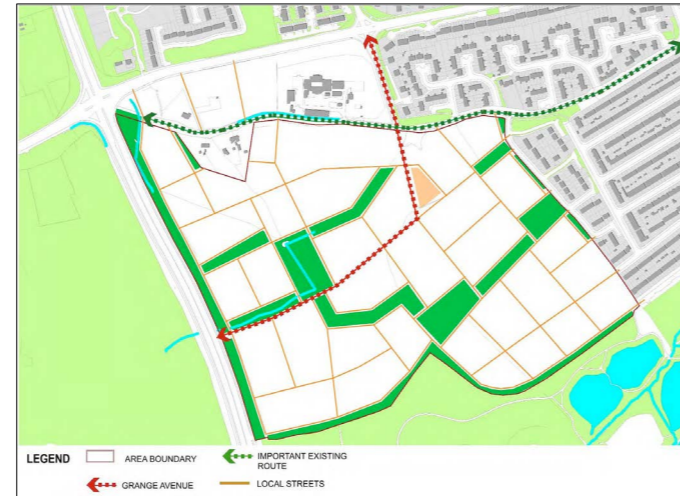 LEGEND
AREA BOUNDARY
IMPORTANT EXISTING
ROUTE
GRANGE AVENUE
LOCAL STREETS